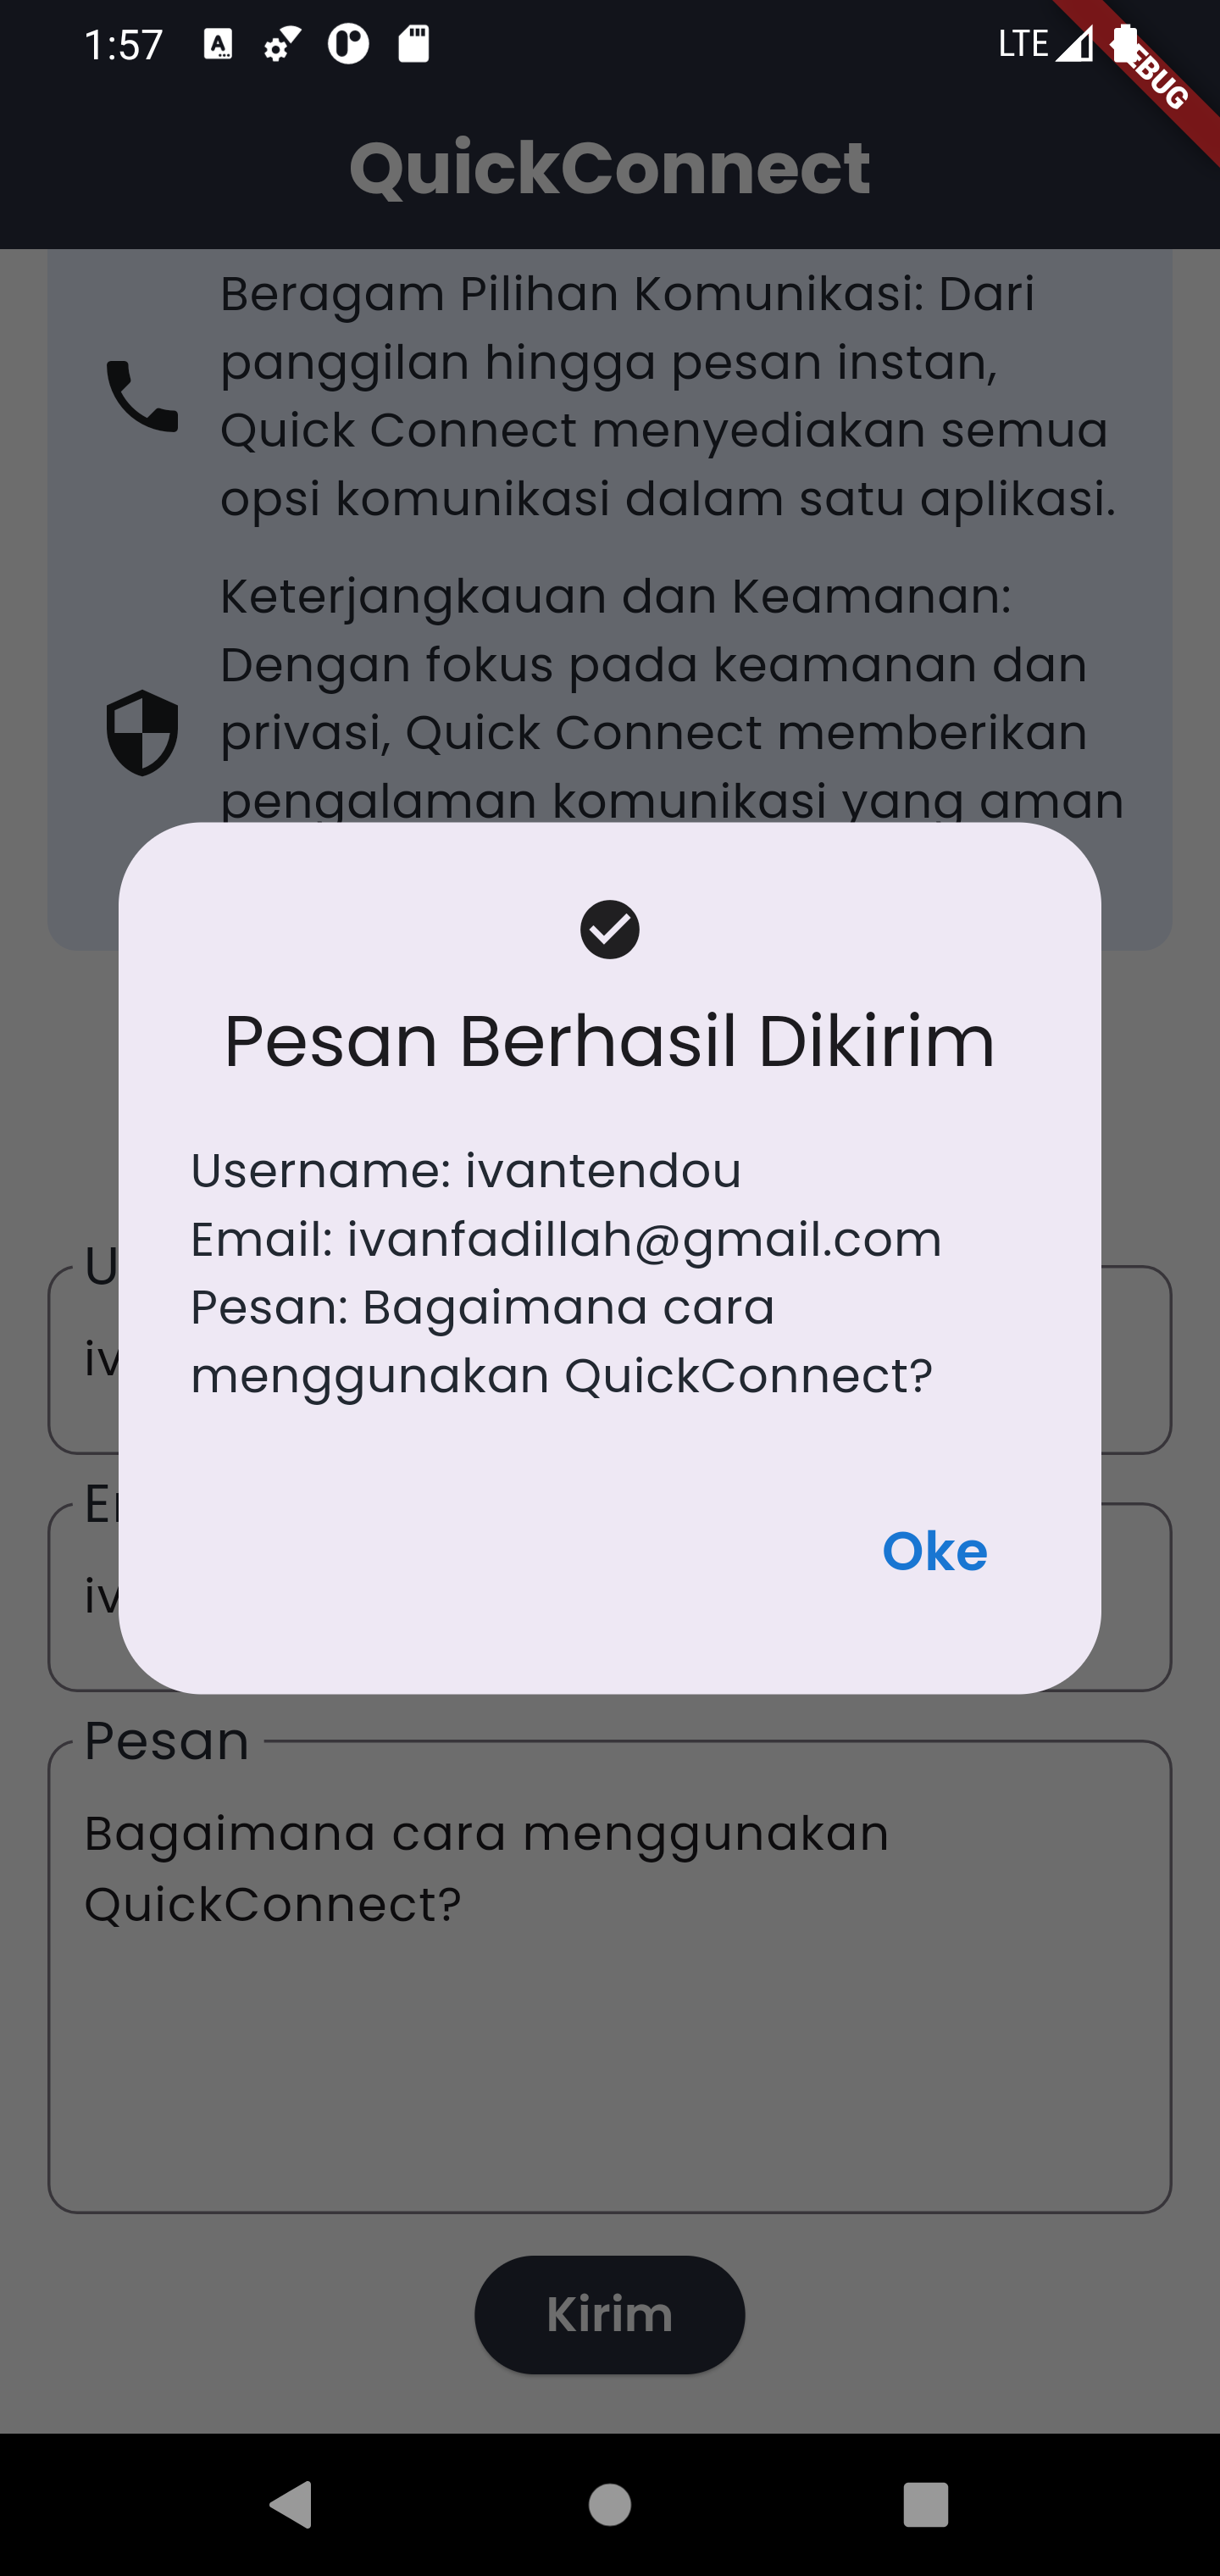 1:57
LTE
EBUG
QuickConnect
Beragam Pilihan Komunikasi: Dari
panggilan hingga pesan instan,
Quick Connect menyediakan semua
opsi komunikasi dalam satu aplikasi.
Keterjangkauan dan Keamanan:
Dengan fokus pada keamanan dan
privasi, Quick Connect memberikan
pengalaman komunikasi yang aman
Pesan Berhasil Dikirim
Username: ivantendou
Email: ivanfadillah@gmail.com
Pesan: Bagaimana cara
menggunakan QuickConnect?
Oke
Pesan
Bagaimana cara menggunakan
QuickConnect?
Kirim